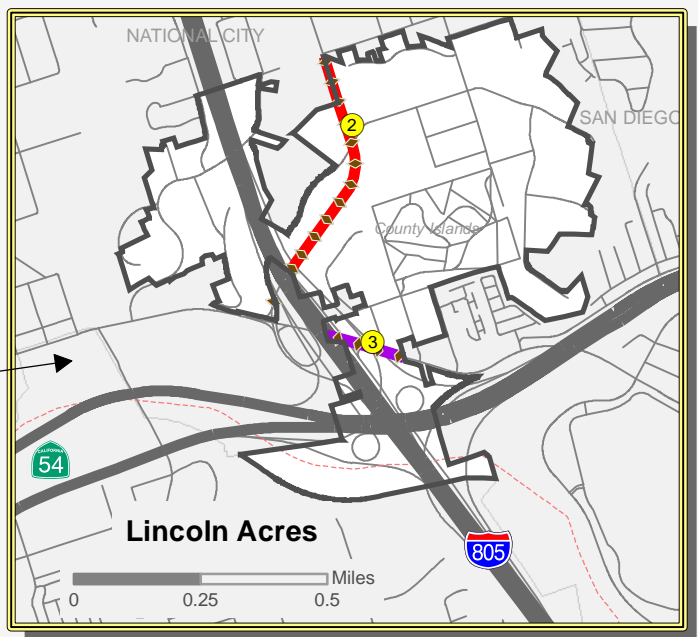 NATIONAL CITY
SAN DIEGO
2
County Islands
3
CALIFORNIA
54
Lincoln Acres
805
Miles
0 0.25 0.5